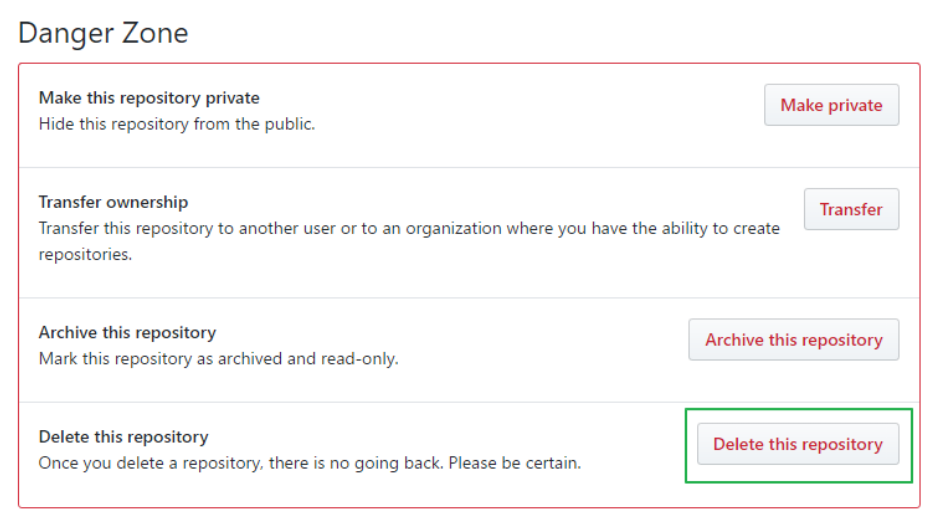 Danger Zone
Make this repository private
Hide this repository from the public.
Make private
Transfer ownership
Transfer this repository to another user or to an organization where you have the ability to create
repositories.
Transfer
Archive this repository
Mark this repository as archived and read-only.
Archive this repository
Delete this repository
Once you delete a repository, there is no going back. Please be certain.
Delete this repository